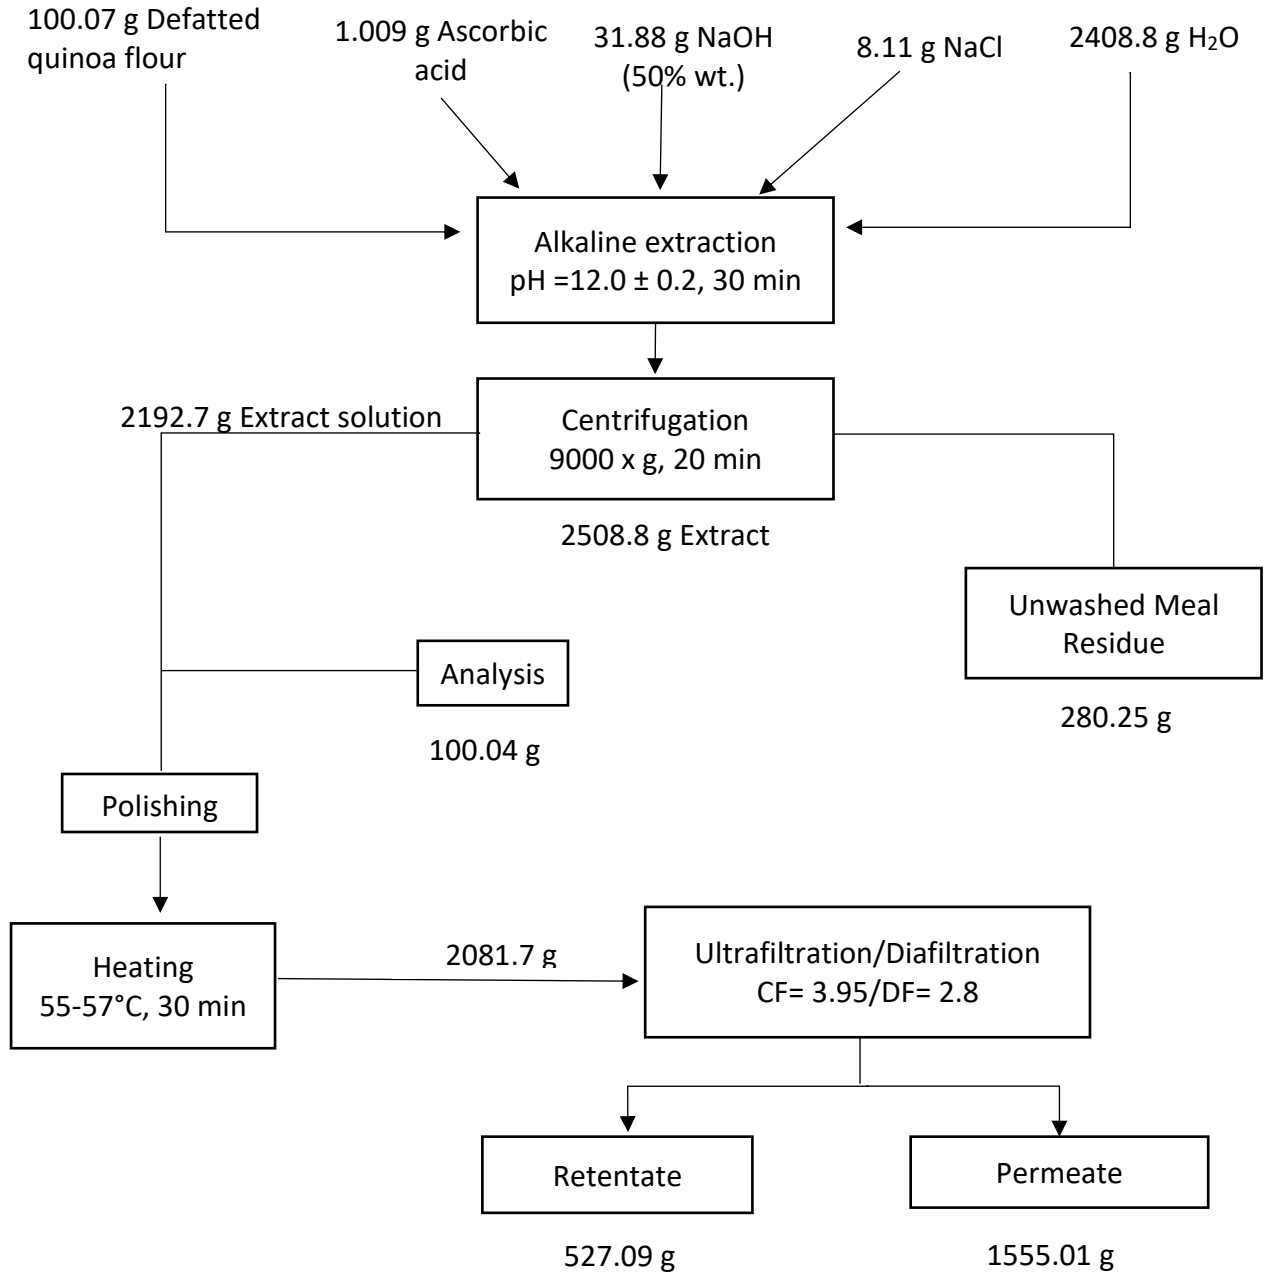 100.07 g Defatted
quinoa flour
1.009 g Ascorbic
acid
31.88 g NaOH
(50% wt.)
8.11 g NaCl
2408.8 g H₂O
Alkaline extraction
pH =12.0 ± 0.2, 30 min
2192.7 g Extract solution
Centrifugation
9000 x g, 20 min
2508.8 g Extract
Unwashed Meal
Residue
280.25 g
Analysis
100.04 g
Polishing
Heating
55-57°C, 30 min
2081.7 g
Ultrafiltration/Diafiltration
CF= 3.95/DF= 2.8
Retentate
527.09 g
Permeate
1555.01 g